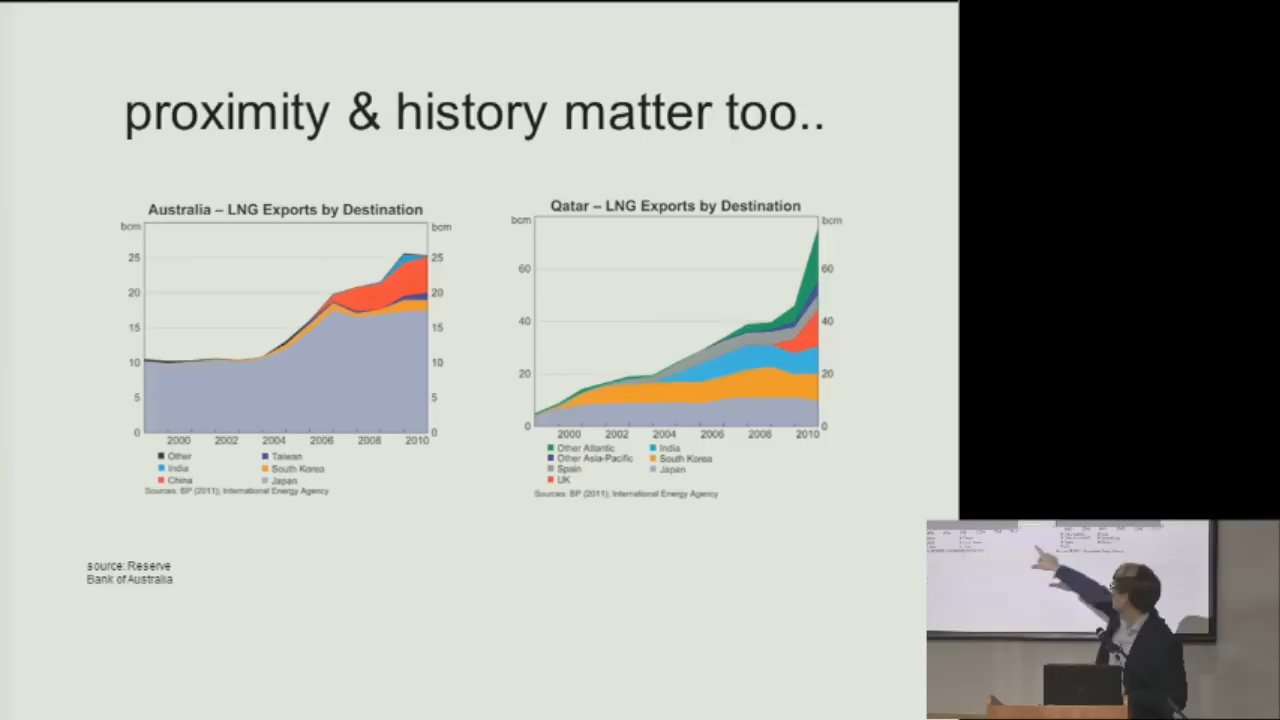 proximity & history matter too..
Australia – LNG Exports by Destination
bcm bcm
25 25
20 20
15 15
10 10
5 5
0 0
2000 2002 2004 2006 2008 2010
Other Taiwan
India South Korea
China Japan
Sources: BP (2011); International Energy Agency
Qatar – LNG Exports by Destination
bcm bcm
60 60
40 40
20 20
0 0
2000 2002 2004 2006 2008 2010
Other Atlantic India
Other Asia-Pacific South Korea
Spain Japan
UK
Sources: BP (2011); International Energy Agency
source: Reserve
Bank of Australia